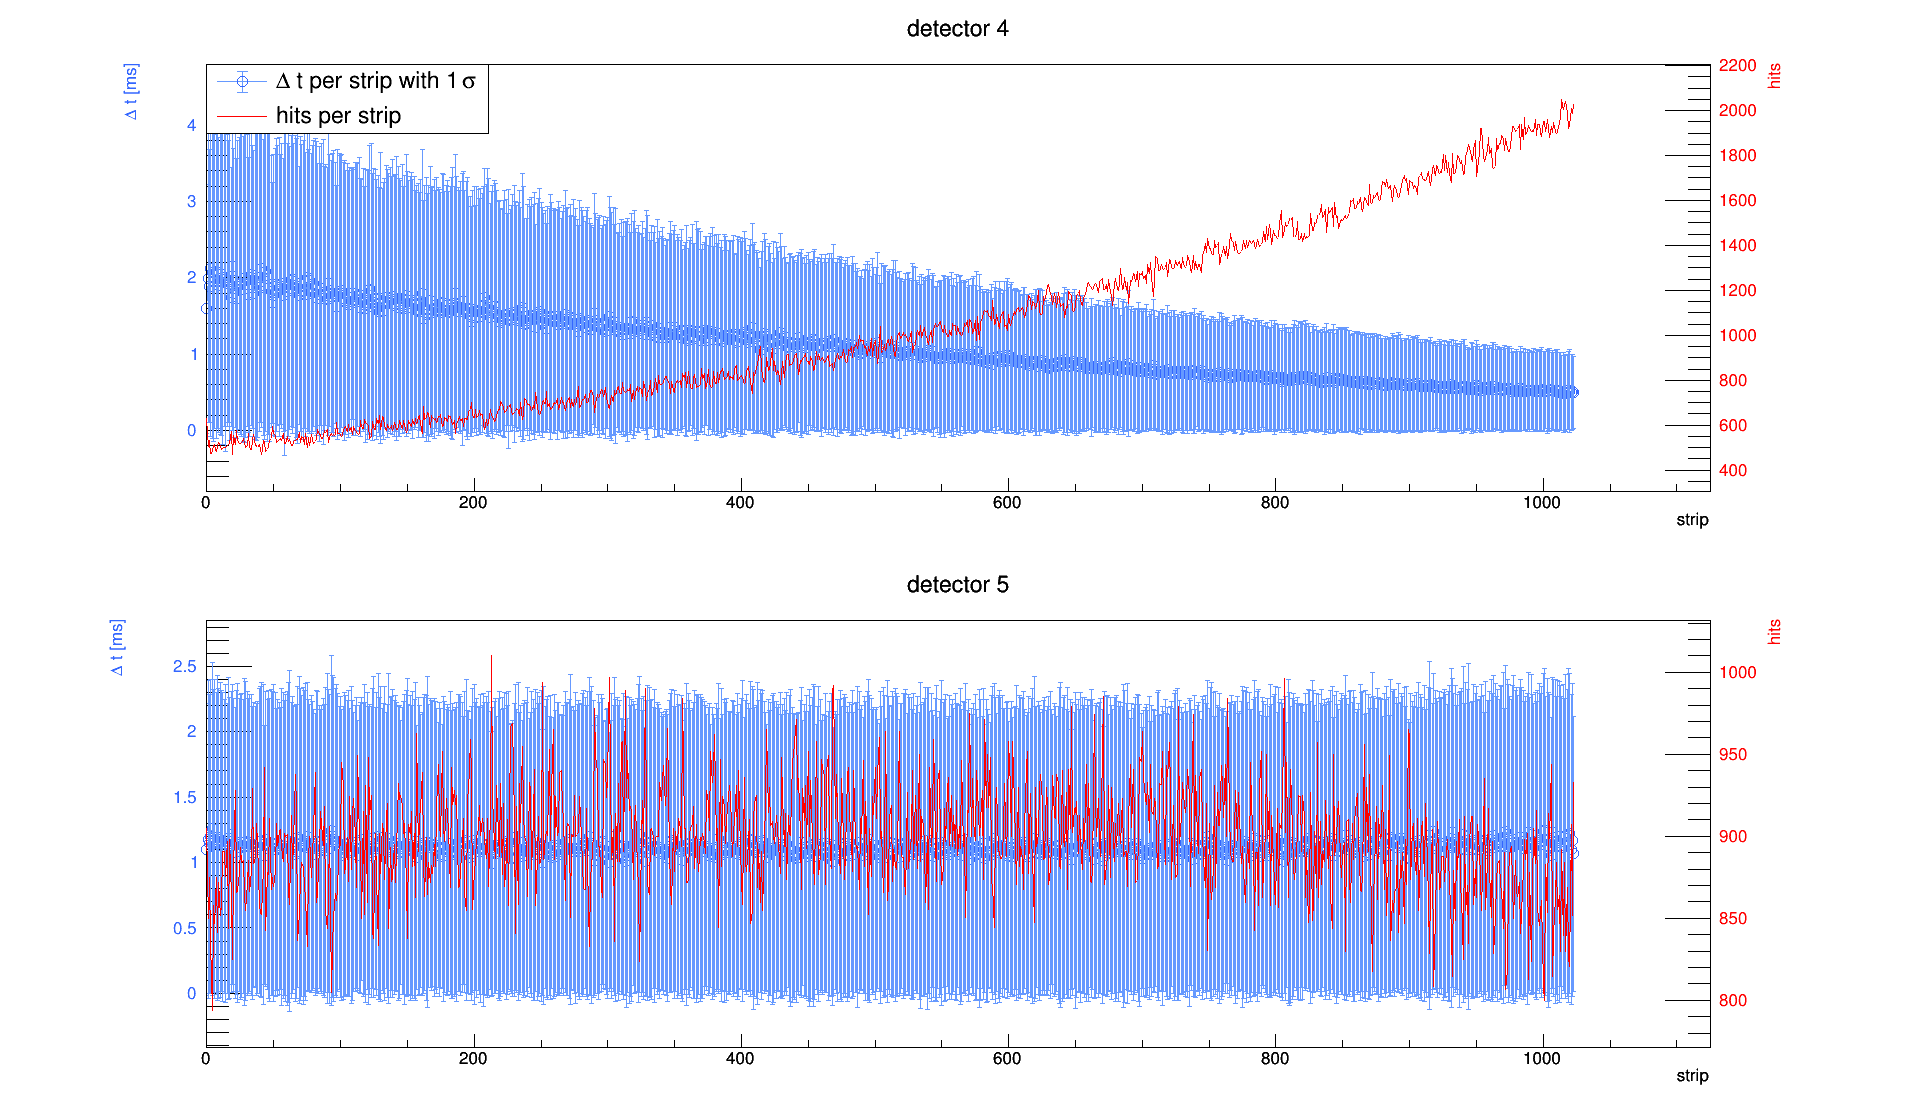 detector 4
Δ t [ms]
Δ t per strip with 1 σ
hits per strip
hits
4
3
2
1
0
2200
2000
1800
1600
1400
1200
1000
800
600
400
0 200 400 600 800 1000
strip
detector 5
Δ t [ms]
hits
2.5
2
1.5
1
0.5
0
1000
950
900
850
800
0 200 400 600 800 1000
strip